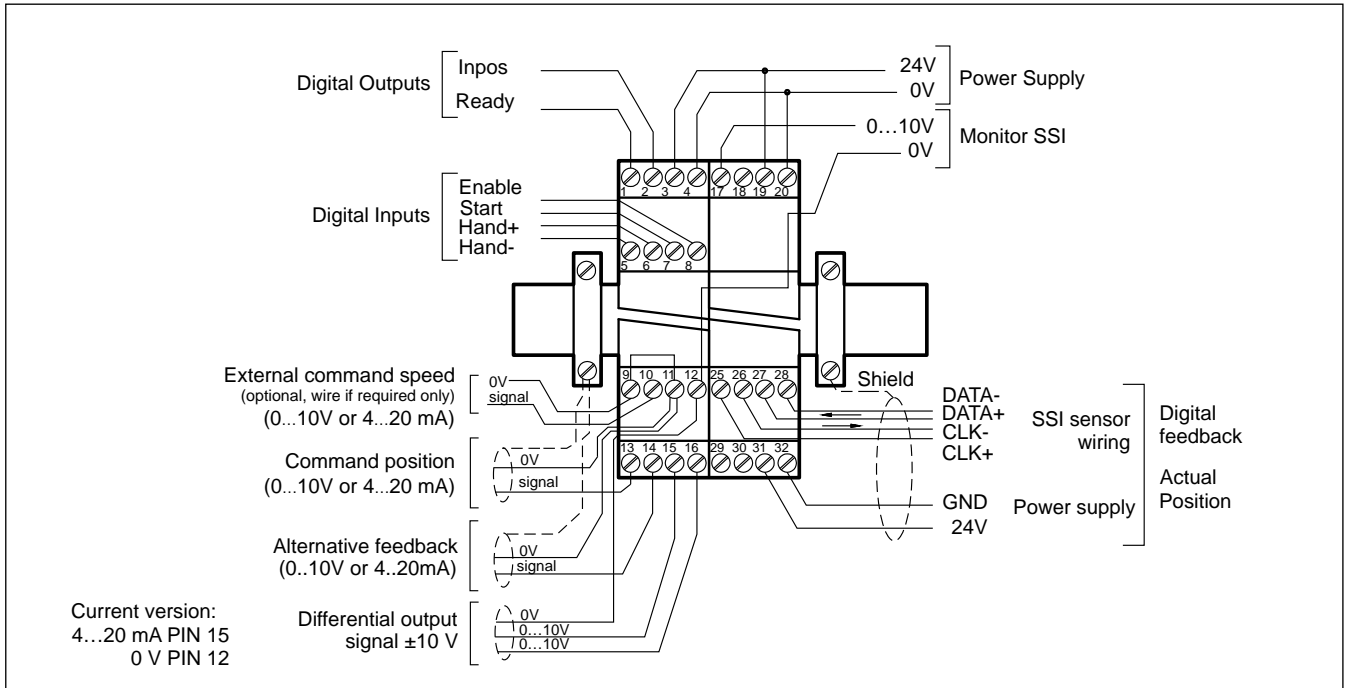 Digital Outputs
Inpos
Ready
24V
0V
Power Supply
0...10V
0V
Monitor SSI
1 2 3 4 17 18 19 20
Digital Inputs
Enable
Start
Hand+
Hand-
5 6 7 8
External command speed
(optional, wire if required only)
(0...10V or 4...20 mA)
0V
signal
9 10 11 12 25 26 27 28
Shield
DATA-
DATA+
CLK-
CLK+
SSI sensor
wiring
Digital
feedback
Command position
(0...10V or 4...20 mA)
0V
signal
13 14 15 16 29 30 31 32
GND
24V
Power supply
Actual
Position
Alternative feedback
(0..10V or 4..20mA)
0V
signal
Differential output
signal ±10 V
0V
0...10V
0...10V
Current version:
4...20 mA PIN 15
0 V PIN 12